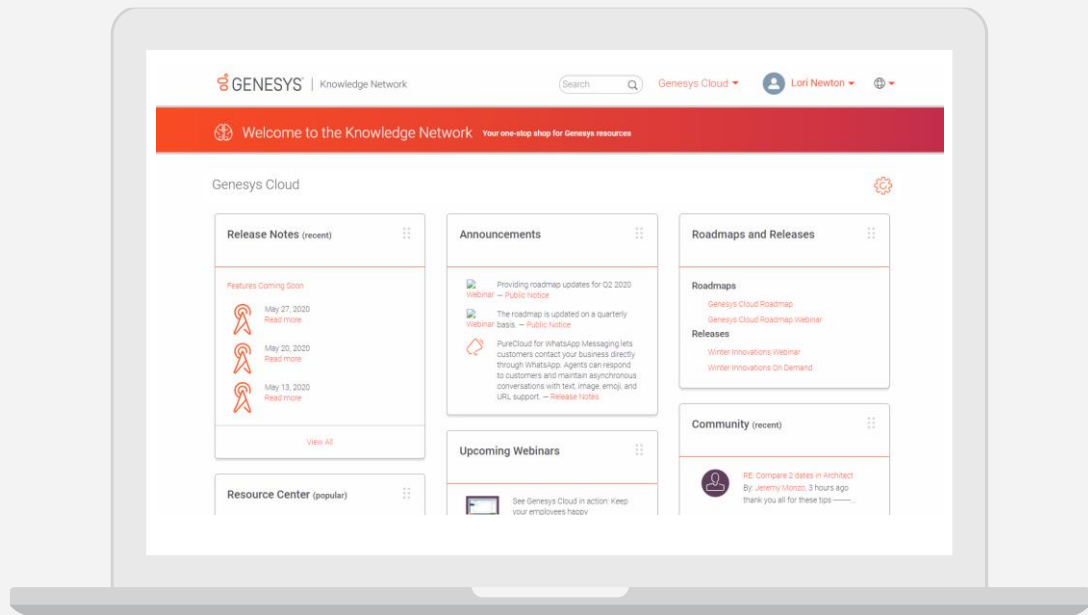 GENESYS | Knowledge Network
Search
Genesys Cloud
Lori Newton
Welcome to the Knowledge Network Your one-stop shop for Genesys resources
Genesys Cloud
Release Notes (recent)
Features Coming Soon
May 27, 2020
Read more
May 20, 2020
Read more
May 13, 2020
Read more
View All
Resource Center (popular)
Announcements
Webinar
Providing roadmap updates for Q2 2020
— Public Notice
Webinar
The roadmap is updated on a quarterly
basis. — Public Notice
PureCloud for WhatsApp Messaging lets
customers contact your business directly
through WhatsApp. Agents can respond
to customers and maintain asynchronous
conversations with text, image, emoji, and
URL support. — Release Notes
Upcoming Webinars
See Genesys Cloud in action: Keep
your employees happy
Roadmaps and Releases
Roadmaps
Genesys Cloud Roadmap
Genesys Cloud Roadmap Webinar
Releases
Winter Innovations Webinar
Winter Innovations On Demand
Community (recent)
RE: Compare 2 dates in Architect
By: Jeremy Monzo, 3 hours ago
thank you all for these tips -------...